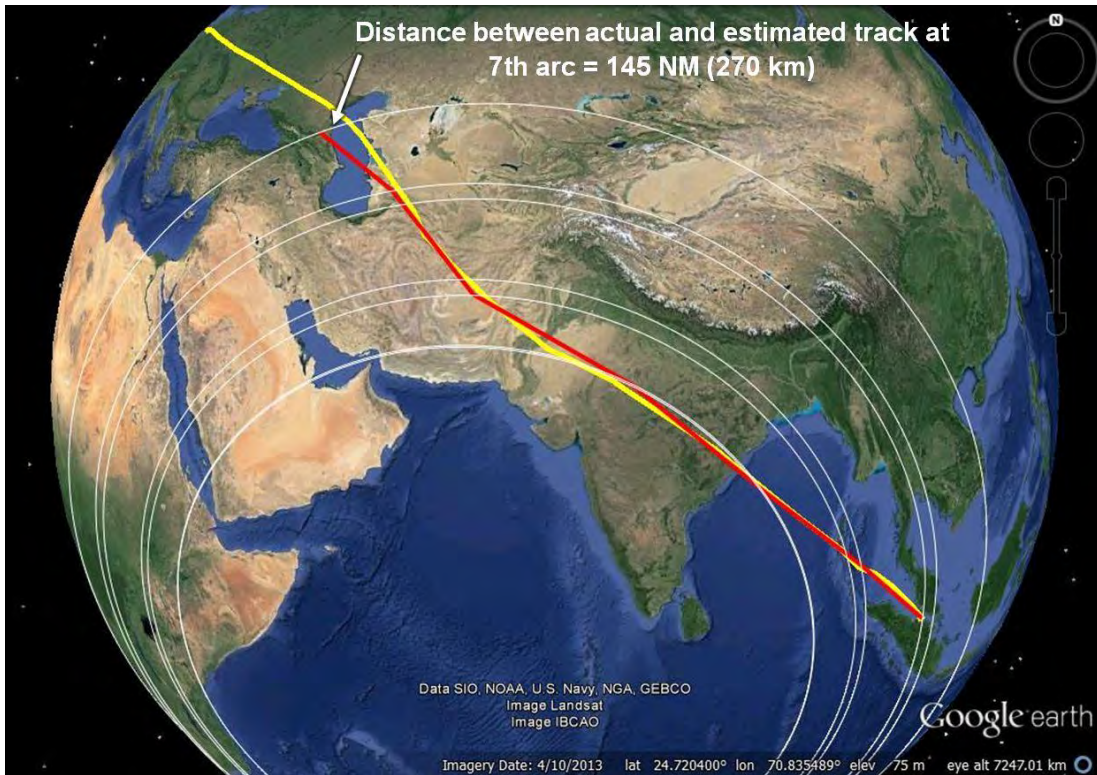 Distance between actual and estimated track at
7th arc = 145 NM (270 km)
N
Data SIO, NOAA, U.S. Navy, NGA, GEBCO
Image Landsat
Image IBCAO
Google earth
Imagery Date: 4/10/2013 lat 24.720400° lon 70.835489° elev 75 m eye alt 7247.01 km